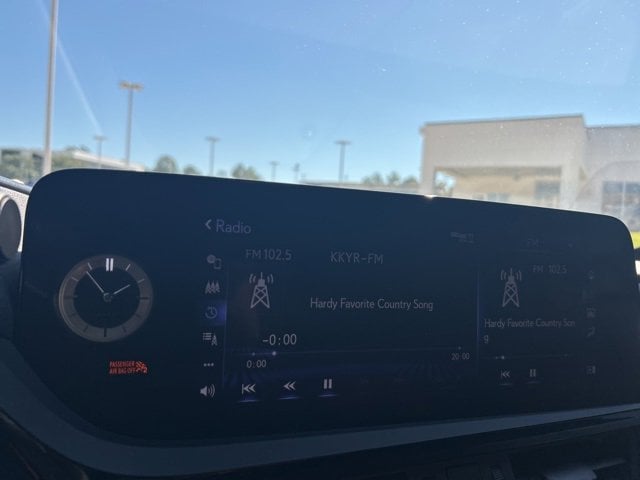 Radio
FM 102.5
KKYR-FM
Hardy Favorite Country Song
-0:00
0:00
20:00
FM
FM 102.5
Hardy Favorite Country Son
g
PASSENGER
AIR BAG OFF